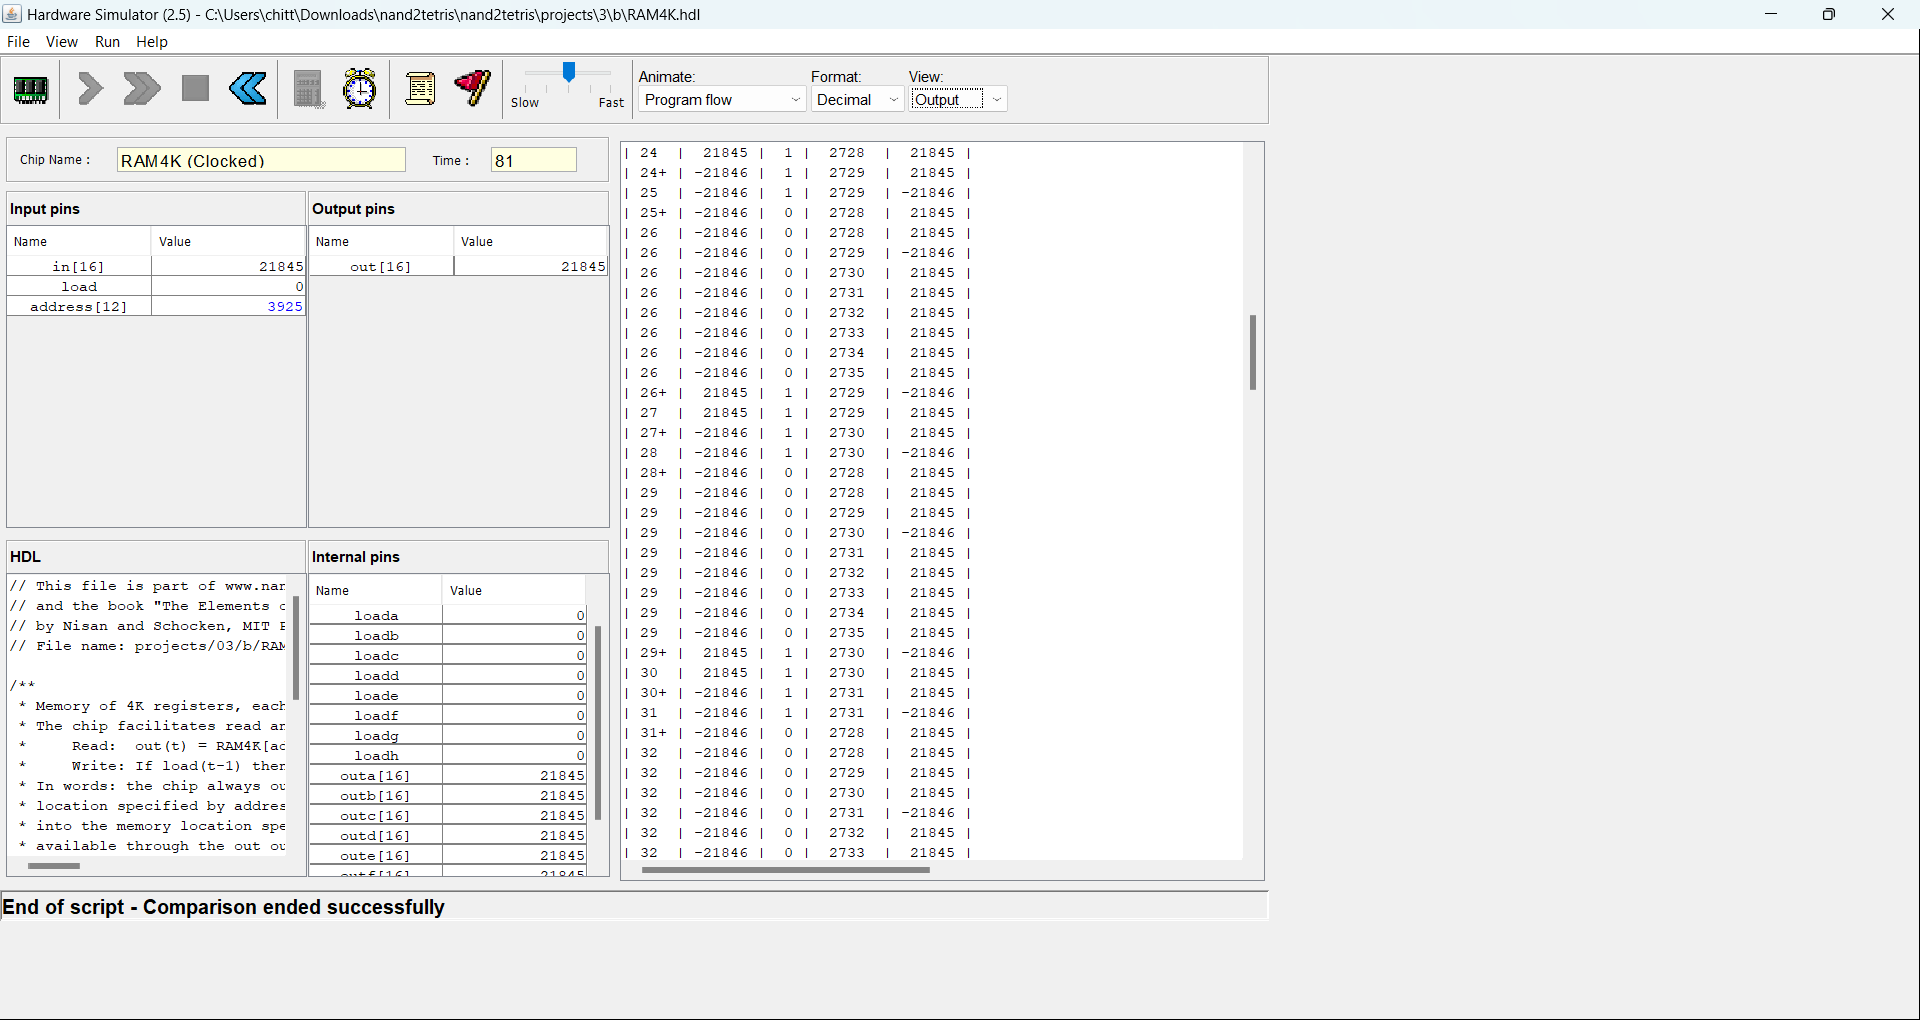 Hardware Simulator (2.5) - C:\Users\chitt\Downloads\nand2tetris\nand2tetris\projects\3\b\RAM4K.hdl
File View Run Help
Slow Fast
Animate: Format: View:
Program flow Decimal Output
Chip Name : RAM4K (Clocked) Time : 81
Input pins
Name Value
in[16] 21845
load 0
address[12] 3925
Output pins
Name Value
out[16] 21845
HDL
// This file is part of www.nan
// and the book "The Elements o
// by Nisan and Schocken, MIT P
// File name: projects/03/b/RAM
/**
* Memory of 4K registers, each
* The chip facilitates read an
* Read: out(t) = RAM4K[ad
* Write: If load(t-1) then
* In words: the chip always ou
* location specified by addres
* into the memory location spe
* available through the out ou
Internal pins
Name Value
loada 0
loadb 0
loadc 0
loadd 0
loade 0
loadf 0
loadg 0
loadh 0
outa[16] 21845
outb[16] 21845
outc[16] 21845
outd[16] 21845
oute[16] 21845
outf[16] 21845
| 24 | 21845 | 1 | 2728 | 21845 |
| 24+ | -21846 | 1 | 2729 | 21845 |
| 25 | -21846 | 1 | 2729 | -21846 |
| 25+ | -21846 | 0 | 2728 | 21845 |
| 26 | -21846 | 0 | 2728 | 21845 |
| 26 | -21846 | 0 | 2729 | -21846 |
| 26 | -21846 | 0 | 2730 | 21845 |
| 26 | -21846 | 0 | 2731 | 21845 |
| 26 | -21846 | 0 | 2732 | 21845 |
| 26 | -21846 | 0 | 2733 | 21845 |
| 26 | -21846 | 0 | 2734 | 21845 |
| 26 | -21846 | 0 | 2735 | 21845 |
| 26+ | 21845 | 1 | 2729 | -21846 |
| 27 | 21845 | 1 | 2729 | 21845 |
| 27+ | -21846 | 1 | 2730 | 21845 |
| 28 | -21846 | 1 | 2730 | -21846 |
| 28+ | -21846 | 0 | 2728 | 21845 |
| 29 | -21846 | 0 | 2728 | 21845 |
| 29 | -21846 | 0 | 2729 | 21845 |
| 29 | -21846 | 0 | 2730 | -21846 |
| 29 | -21846 | 0 | 2731 | 21845 |
| 29 | -21846 | 0 | 2732 | 21845 |
| 29 | -21846 | 0 | 2733 | 21845 |
| 29 | -21846 | 0 | 2734 | 21845 |
| 29 | -21846 | 0 | 2735 | 21845 |
| 29+ | 21845 | 1 | 2730 | -21846 |
| 30 | 21845 | 1 | 2730 | 21845 |
| 30+ | -21846 | 1 | 2731 | 21845 |
| 31 | -21846 | 1 | 2731 | -21846 |
| 31+ | -21846 | 0 | 2728 | 21845 |
| 32 | -21846 | 0 | 2728 | 21845 |
| 32 | -21846 | 0 | 2729 | 21845 |
| 32 | -21846 | 0 | 2730 | 21845 |
| 32 | -21846 | 0 | 2731 | -21846 |
| 32 | -21846 | 0 | 2732 | 21845 |
| 32 | -21846 | 0 | 2733 | 21845 |
End of script - Comparison ended successfully